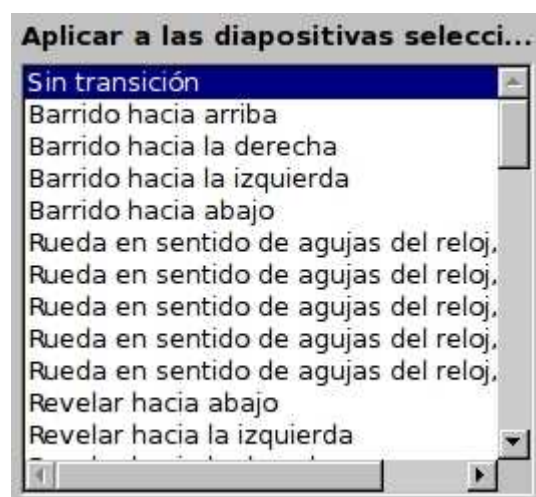 Aplicar a las diapositivas selecci...
Sin transición
Barrido hacia arriba
Barrido hacia la derecha
Barrido hacia la izquierda
Barrido hacia abajo
Rueda en sentido de agujas del reloj,
Rueda en sentido de agujas del reloj,
Rueda en sentido de agujas del reloj,
Rueda en sentido de agujas del reloj,
Rueda en sentido de agujas del reloj,
Revelar hacia abajo
Revelar hacia la izquierda